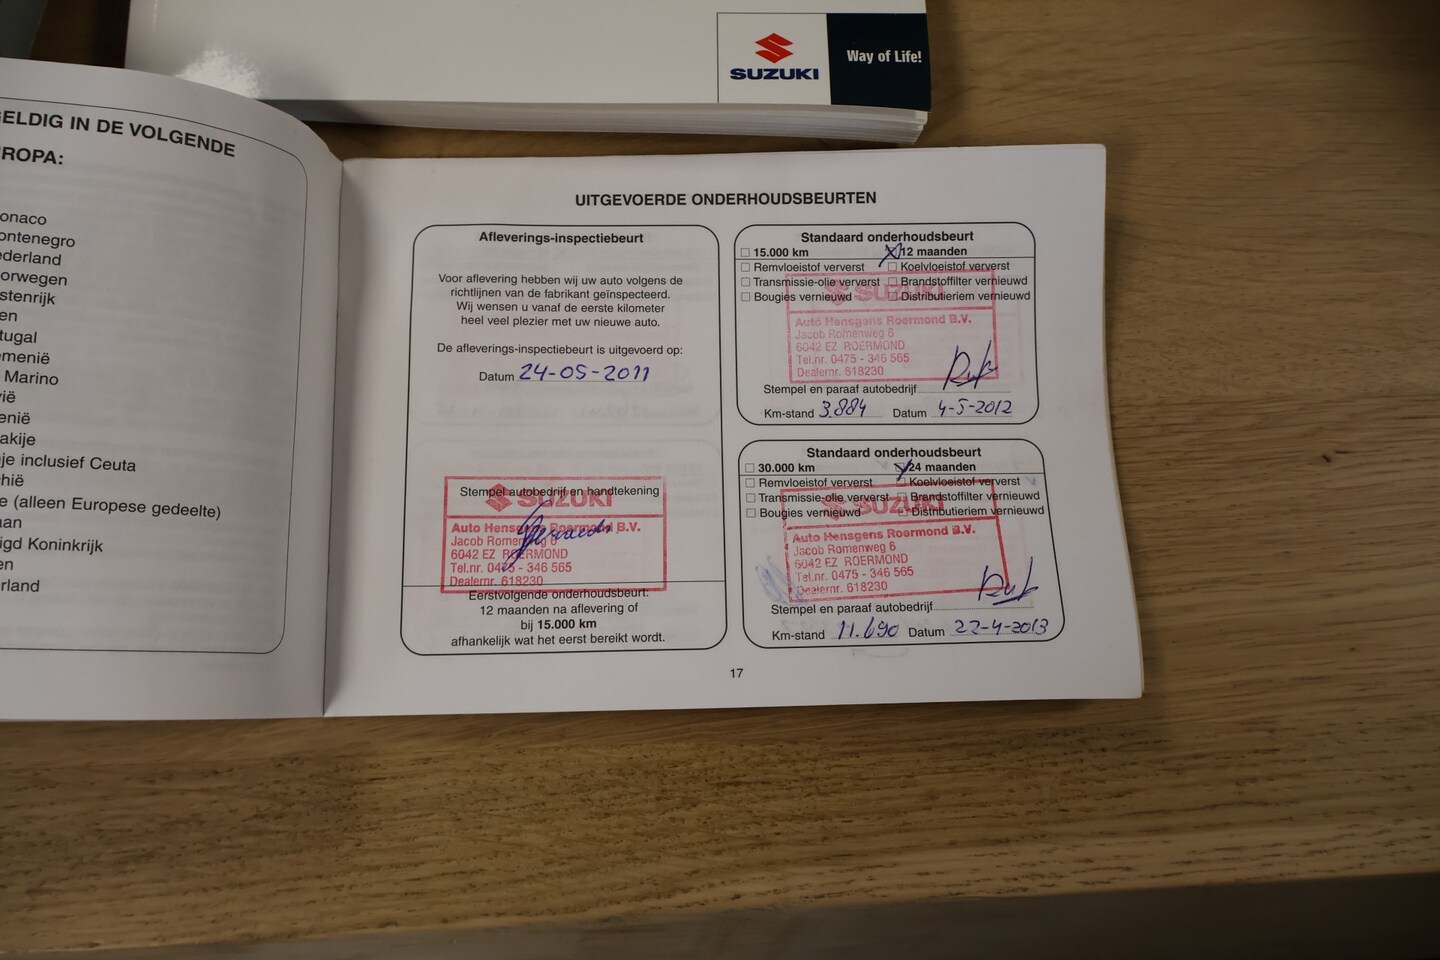 SUZUKI
Way of Life!
ELDIG IN DE VOLGENDE
ROPA:
onaco
ontenegro
ederland
orwegen
stenrijk
en
tugal
emenië
Marino
vië
enië
akije
je inclusief Ceuta
chië
e (alleen Europese gedeelte)
aan
igd Koninkrijk
en
erland
UITGEVOERDE ONDERHOUDSBEURTEN
Afleverings-inspectiebeurt
Voor aflevering hebben wij uw auto volgens de
richtlijnen van de fabrikant geïnspecteerd.
Wij wensen u vanaf de eerste kilometer
heel veel plezier met uw nieuwe auto.
De afleverings-inspectiebeurt is uitgevoerd op:
Datum 24-05-2011
Stempel autobedrijf en handtekening
SUZUKI
Auto Hensgens Roermond B.V.
Jacob Romenweg 6
6042 EZ ROERMOND
Tel.nr. 0475 - 346 565
Dealernr. 618230
Eerstvolgende onderhoudsbeurt:
12 maanden na aflevering of
bij 15.000 km
afhankelijk wat het eerst bereikt wordt.
Standaard onderhoudsbeurt
15.000 km 12 maanden
Remvloeistof ververst Koelvloeistof ververst
Transmissie-olie ververst Brandstoffilter vernieuwd
Bougies vernieuwd Distributieriem vernieuwd
SUZUKI
Auto Hensgens Roermond B.V.
Jacob Romenweg 6
6042 EZ ROERMOND
Tel.nr. 0475 - 346 565
Dealernr. 618230
Stempel en paraaf autobedrijf
Km-stand 3.884 Datum 4-5-2012
Standaard onderhoudsbeurt
30.000 km 24 maanden
Remvloeistof ververst Koelvloeistof ververst
Transmissie-olie ververst Brandstoffilter vernieuwd
Bougies vernieuwd Distributieriem vernieuwd
SUZUKI
Auto Hensgens Roermond B.V.
Jacob Romenweg 6
6042 EZ ROERMOND
Tel.nr. 0475 - 346 565
Dealernr. 618230
Stempel en paraaf autobedrijf
Km-stand 11.690 Datum 22-4-2013
17